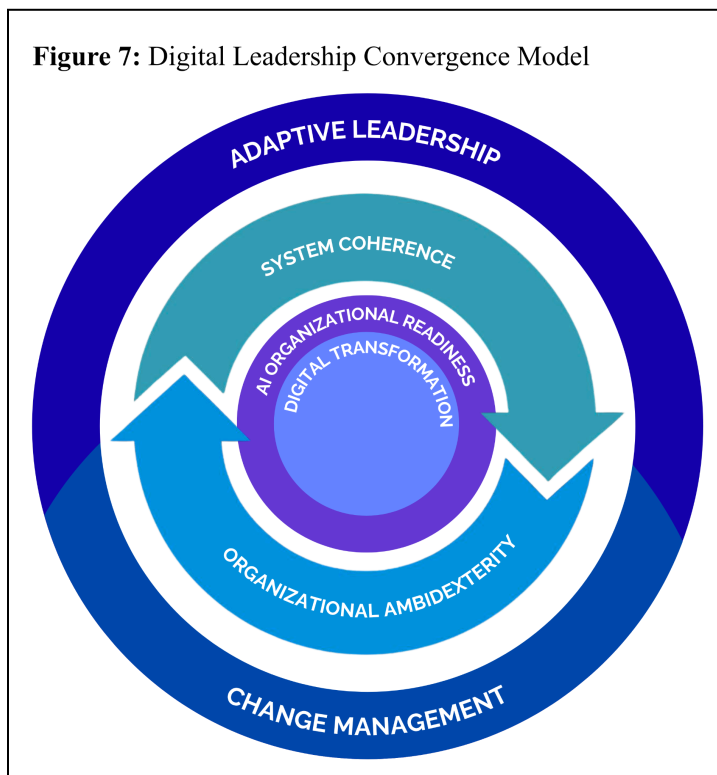 Figure 7: Digital Leadership Convergence Model
ADAPTIVE LEADERSHIP
SYSTEM COHERENCE
AI ORGANIZATIONAL READINESS
DIGITAL TRANSFORMATION
ORGANIZATIONAL AMBIDEXTERITY
CHANGE MANAGEMENT